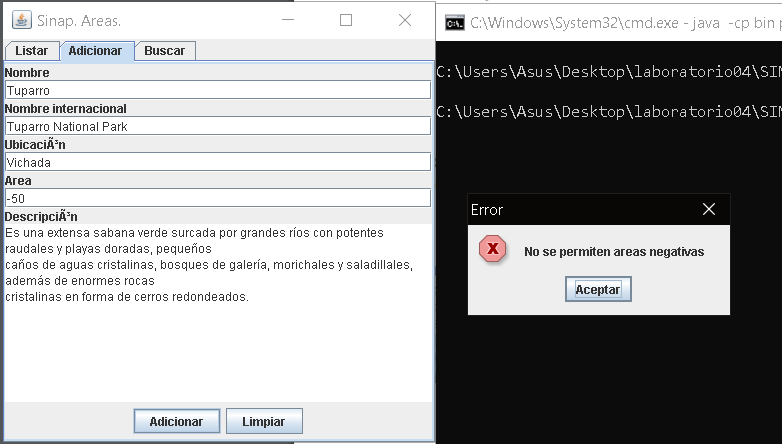 Sinap. Areas.
Listar Adicionar Buscar
Nombre
Tuparro
Nombre internacional
Tuparro National Park
UbicaciÃ³n
Vichada
Area
-50
DescripciÃ³n
Es una extensa sabana verde surcada por grandes ríos con potentes
raudales y playas doradas, pequeños
caños de aguas cristalinas, bosques de galería, morichales y saladillales,
además de enormes rocas
cristalinas en forma de cerros redondeados.
Adicionar Limpiar
C:\Windows\System32\cmd.exe - java -cp bin p
C:\Users\Asus\Desktop\laboratorio04\SIN
C:\Users\Asus\Desktop\laboratorio04\SIN
Error
No se permiten areas negativas
Aceptar